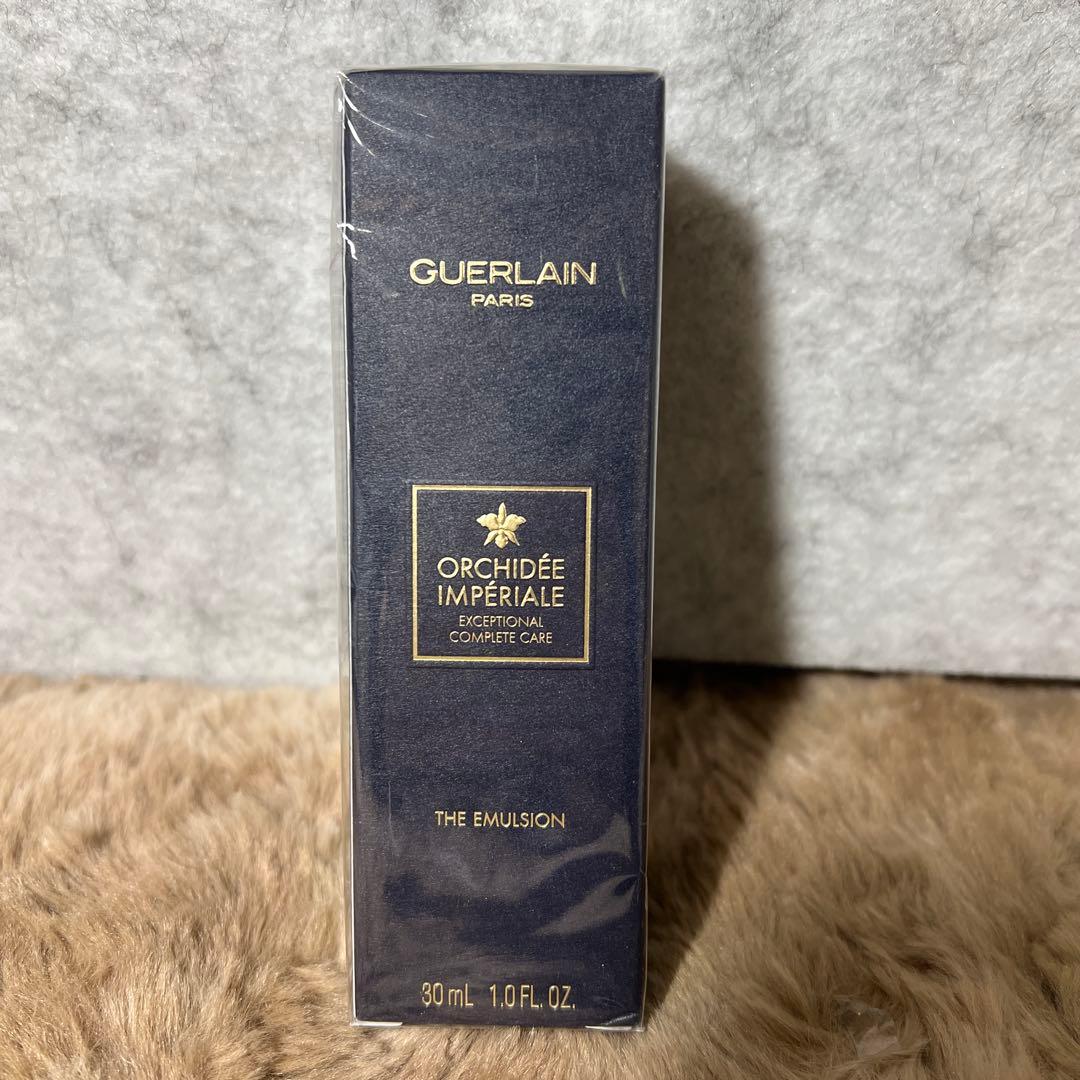 GUERLAIN
PARIS
ORCHIDÉE
IMPÉRIALE
EXCEPTIONAL
COMPLETE CARE
THE EMULSION
30 mL 1.0 FL. OZ.